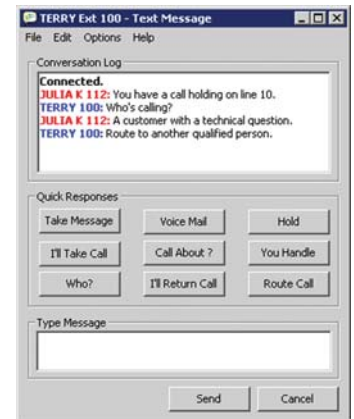 TERRY Ext 100 - Text Message
File Edit Options Help
Conversation Log
Connected.
JULIA K 112: You have a call holding on line 10.
TERRY 100: Who's calling?
JULIA K 112: A customer with a technical question.
TERRY 100: Route to another qualified person.
Quick Responses
Take Message Voice Mail Hold
I'll Take Call Call About ? You Handle
Who? I'll Return Call Route Call
Type Message
Send Cancel